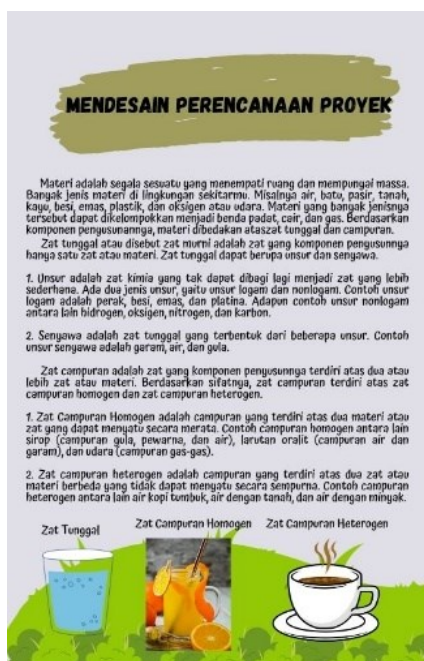 MENDESAIN PERENCANAAN PROYEK
Materi adalah segala sesuatu yang menempati ruang dan mempungai massa.
Banyak jenis materi di lingkungan sekitarmu. Misalnya air, batu, pasir, tanah,
kayu, besi, emas, plastik, dan oksigen atau udara. Materi yang banyak jenisnya
tersebut dapat dikelompokkan menjadi benda padat, cair, dan gas. Berdasarkan
komponen penyusunannya, materi dibedakan ataszat tunggal dan campuran.
Zat tunggal atau disebut zat murni adalah zat yang komponen penyusunnya
hanya satu zat atau materi. Zat tunggal dapat berupa unsur dan senyawa.
1. Unsur adalah zat kimia yang tak dapat dibagi lagi menjadi zat yang lebih
sederhana. Ada dua jenis unsur, yaitu unsur logam dan nonlogam. Contoh unsur
logam adalah perak, besi, emas, dan platina. Adapun contoh unsur nonlogam
antara lain hidrogen, oksigen, nitrogen, dan karbon.
2. Senyawa adalah zat tunggal yang terbentuk dari beberapa unsur. Contoh
unsur senyawa adalah garam, air, dan gula.
Zat campuran adalah zat yang komponen penyusunnya terdiri atas dua atau
lebih zat atau materi. Berdasarkan sifatnya, zat campuran terdiri atas zat
campuran homogen dan zat campuran heterogen.
1. Zat Campuran Homogen adalah campuran yang terdiri atas dua materi atau
zat yang dapat menyatu secara merata. Contoh campuran homogen antara lain
sirop (campuran gula, pewarna, dan air), larutan oralit (campuran air dan
garam), dan udara (campuran gas-gas).
2. Zat campuran heterogen adalah campuran yang terdiri atas dua zat atau
materi berbeda yang tidak dapat menyatu secara sempurna. Contoh campuran
heterogen antara lain air kopi tumbuk, air dengan tanah, dan air dengan minyak.
Zat Tunggal
Zat Campuran Homogen
Zat Campuran Heterogen